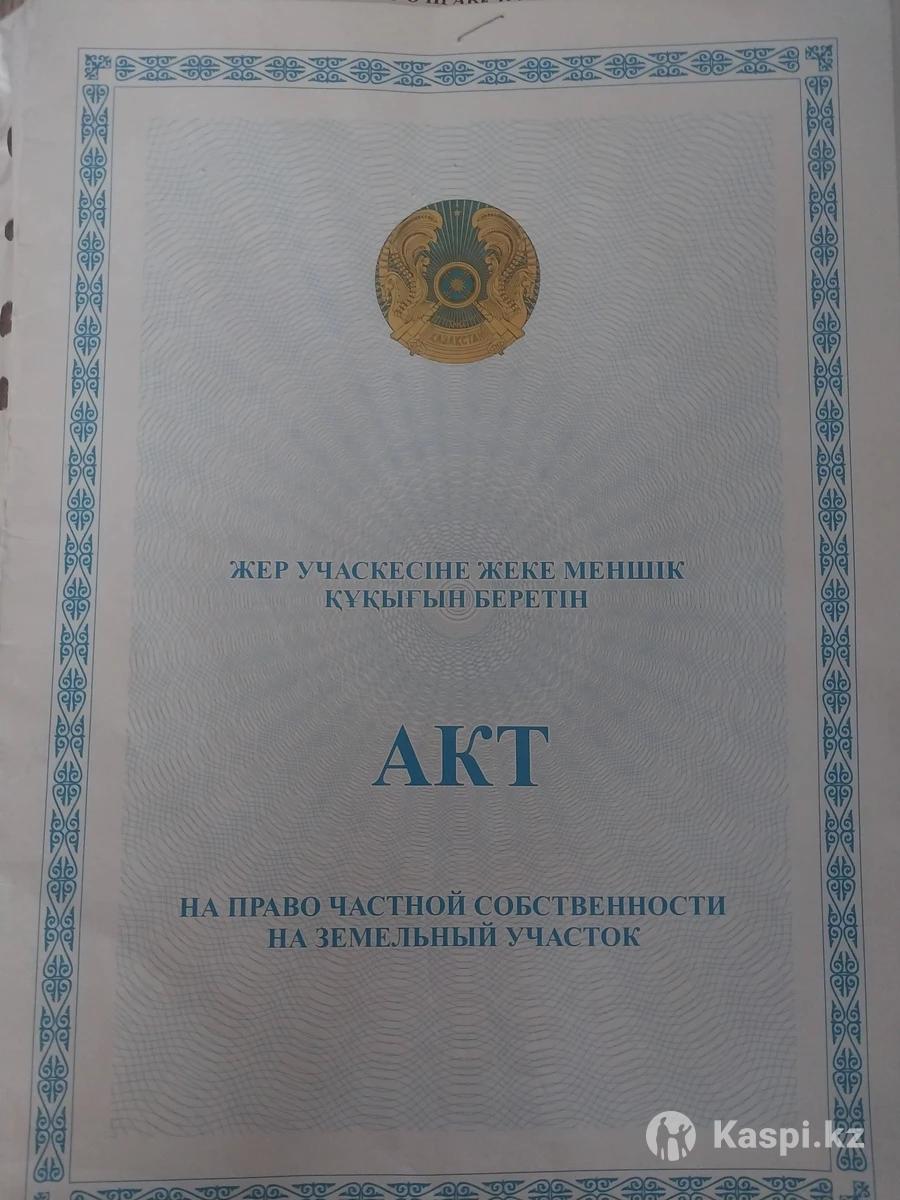 ҚАЗАҚСТАН
ЖЕР УЧАСКЕСІНЕ ЖЕКЕ МЕНШІК
ҚҰҚЫҒЫН БЕРЕТІН
АКТ
НА ПРАВО ЧАСТНОЙ СОБСТВЕННОСТИ
НА ЗЕМЕЛЬНЫЙ УЧАСТОК
Kaspi.kz